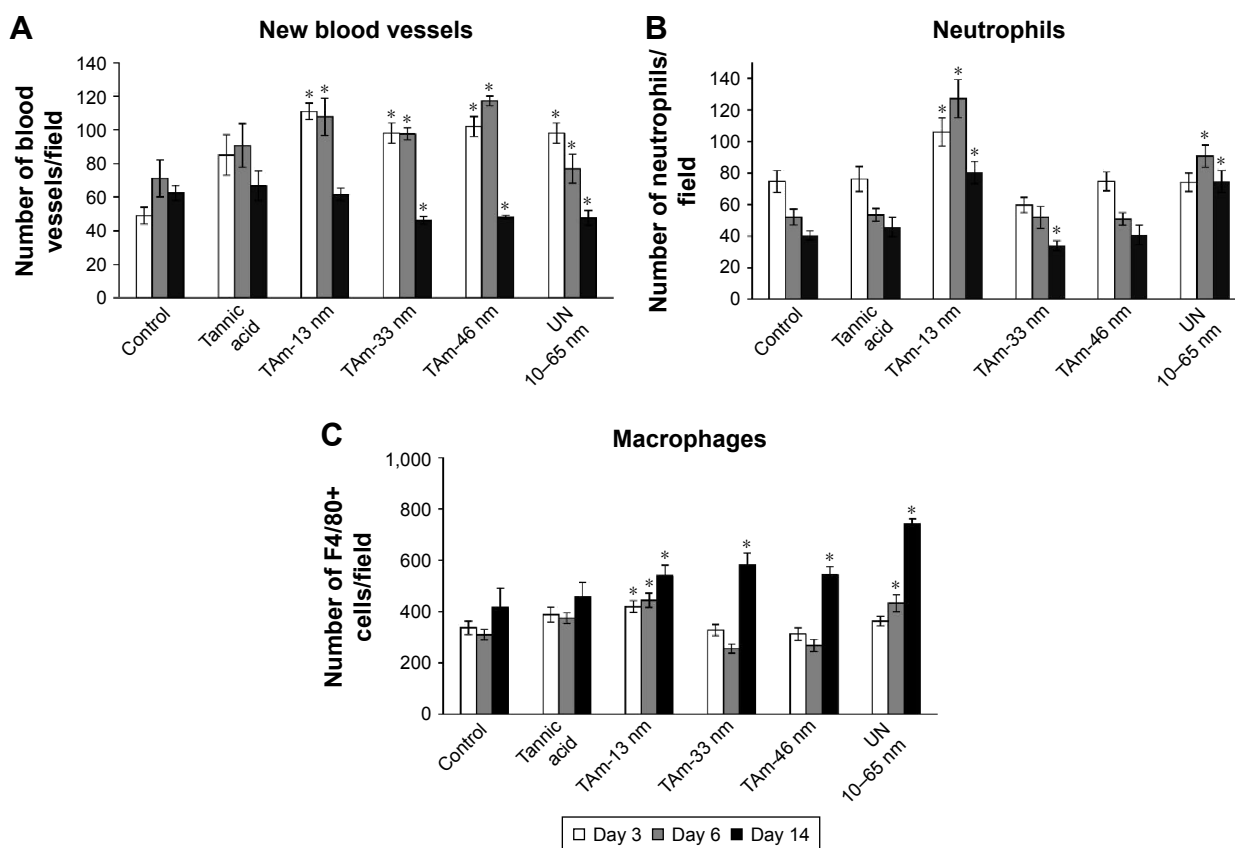 A
New blood vessels
Number of blood
vessels/field
140
120
100
80
60
40
20
0
* * * * * * * * * * *
Control
Tannic
acid
TAm-13 nm
TAm-33 nm
TAm-46 nm
UN
10–65 nm
B
Neutrophils
Number of neutrophils/
field
140
120
100
80
60
40
20
0
* * * * * *
Control
Tannic
acid
TAm-13 nm
TAm-33 nm
TAm-46 nm
UN
10–65 nm
C
Macrophages
Number of F4/80+
cells/field
1,000
800
600
400
200
0
* * * * * * *
Control
Tannic
acid
TAm-13 nm
TAm-33 nm
TAm-46 nm
UN
10–65 nm
Day 3 Day 6 Day 14